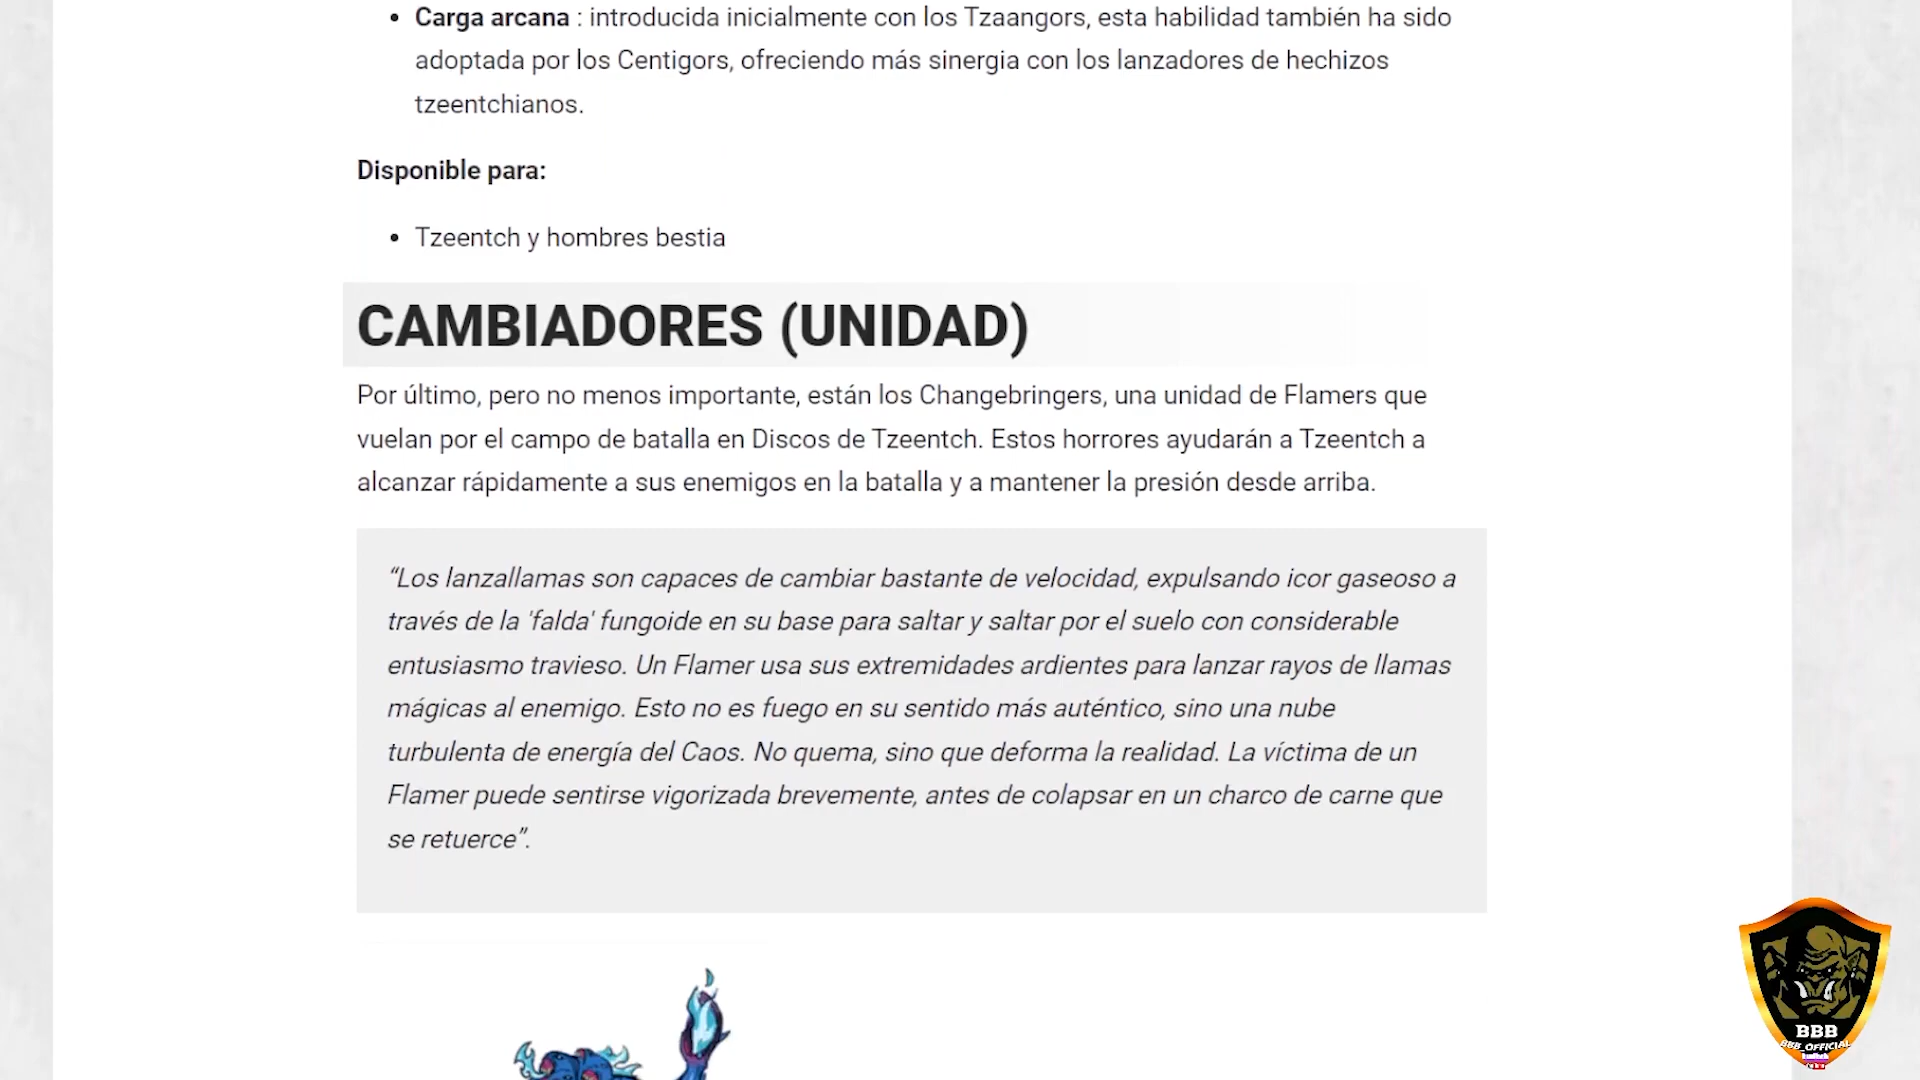 Carga arcana : introducida inicialmente con los Tzaangors, esta habilidad también ha sido
adoptada por los Centigors, ofreciendo más sinergia con los lanzadores de hechizos
tzeentchianos.
Disponible para:
Tzeentch y hombres bestia
CAMBIADORES (UNIDAD)
Por último, pero no menos importante, están los Changebringers, una unidad de Flamers que
vuelan por el campo de batalla en Discos de Tzeentch. Estos horrores ayudarán a Tzeentch a
alcanzar rápidamente a sus enemigos en la batalla y a mantener la presión desde arriba.
“Los lanzallamas son capaces de cambiar bastante de velocidad, expulsando icor gaseoso a
través de la 'falda' fungoide en su base para saltar y saltar por el suelo con considerable
entusiasmo travieso. Un Flamer usa sus extremidades ardientes para lanzar rayos de llamas
mágicas al enemigo. Esto no es fuego en su sentido más auténtico, sino una nube
turbulenta de energía del Caos. No quema, sino que deforma la realidad. La víctima de un
Flamer puede sentirse vigorizada brevemente, antes de colapsar en un charco de carne que
se retuerce”.
BBB
BBB_OFFICIAL